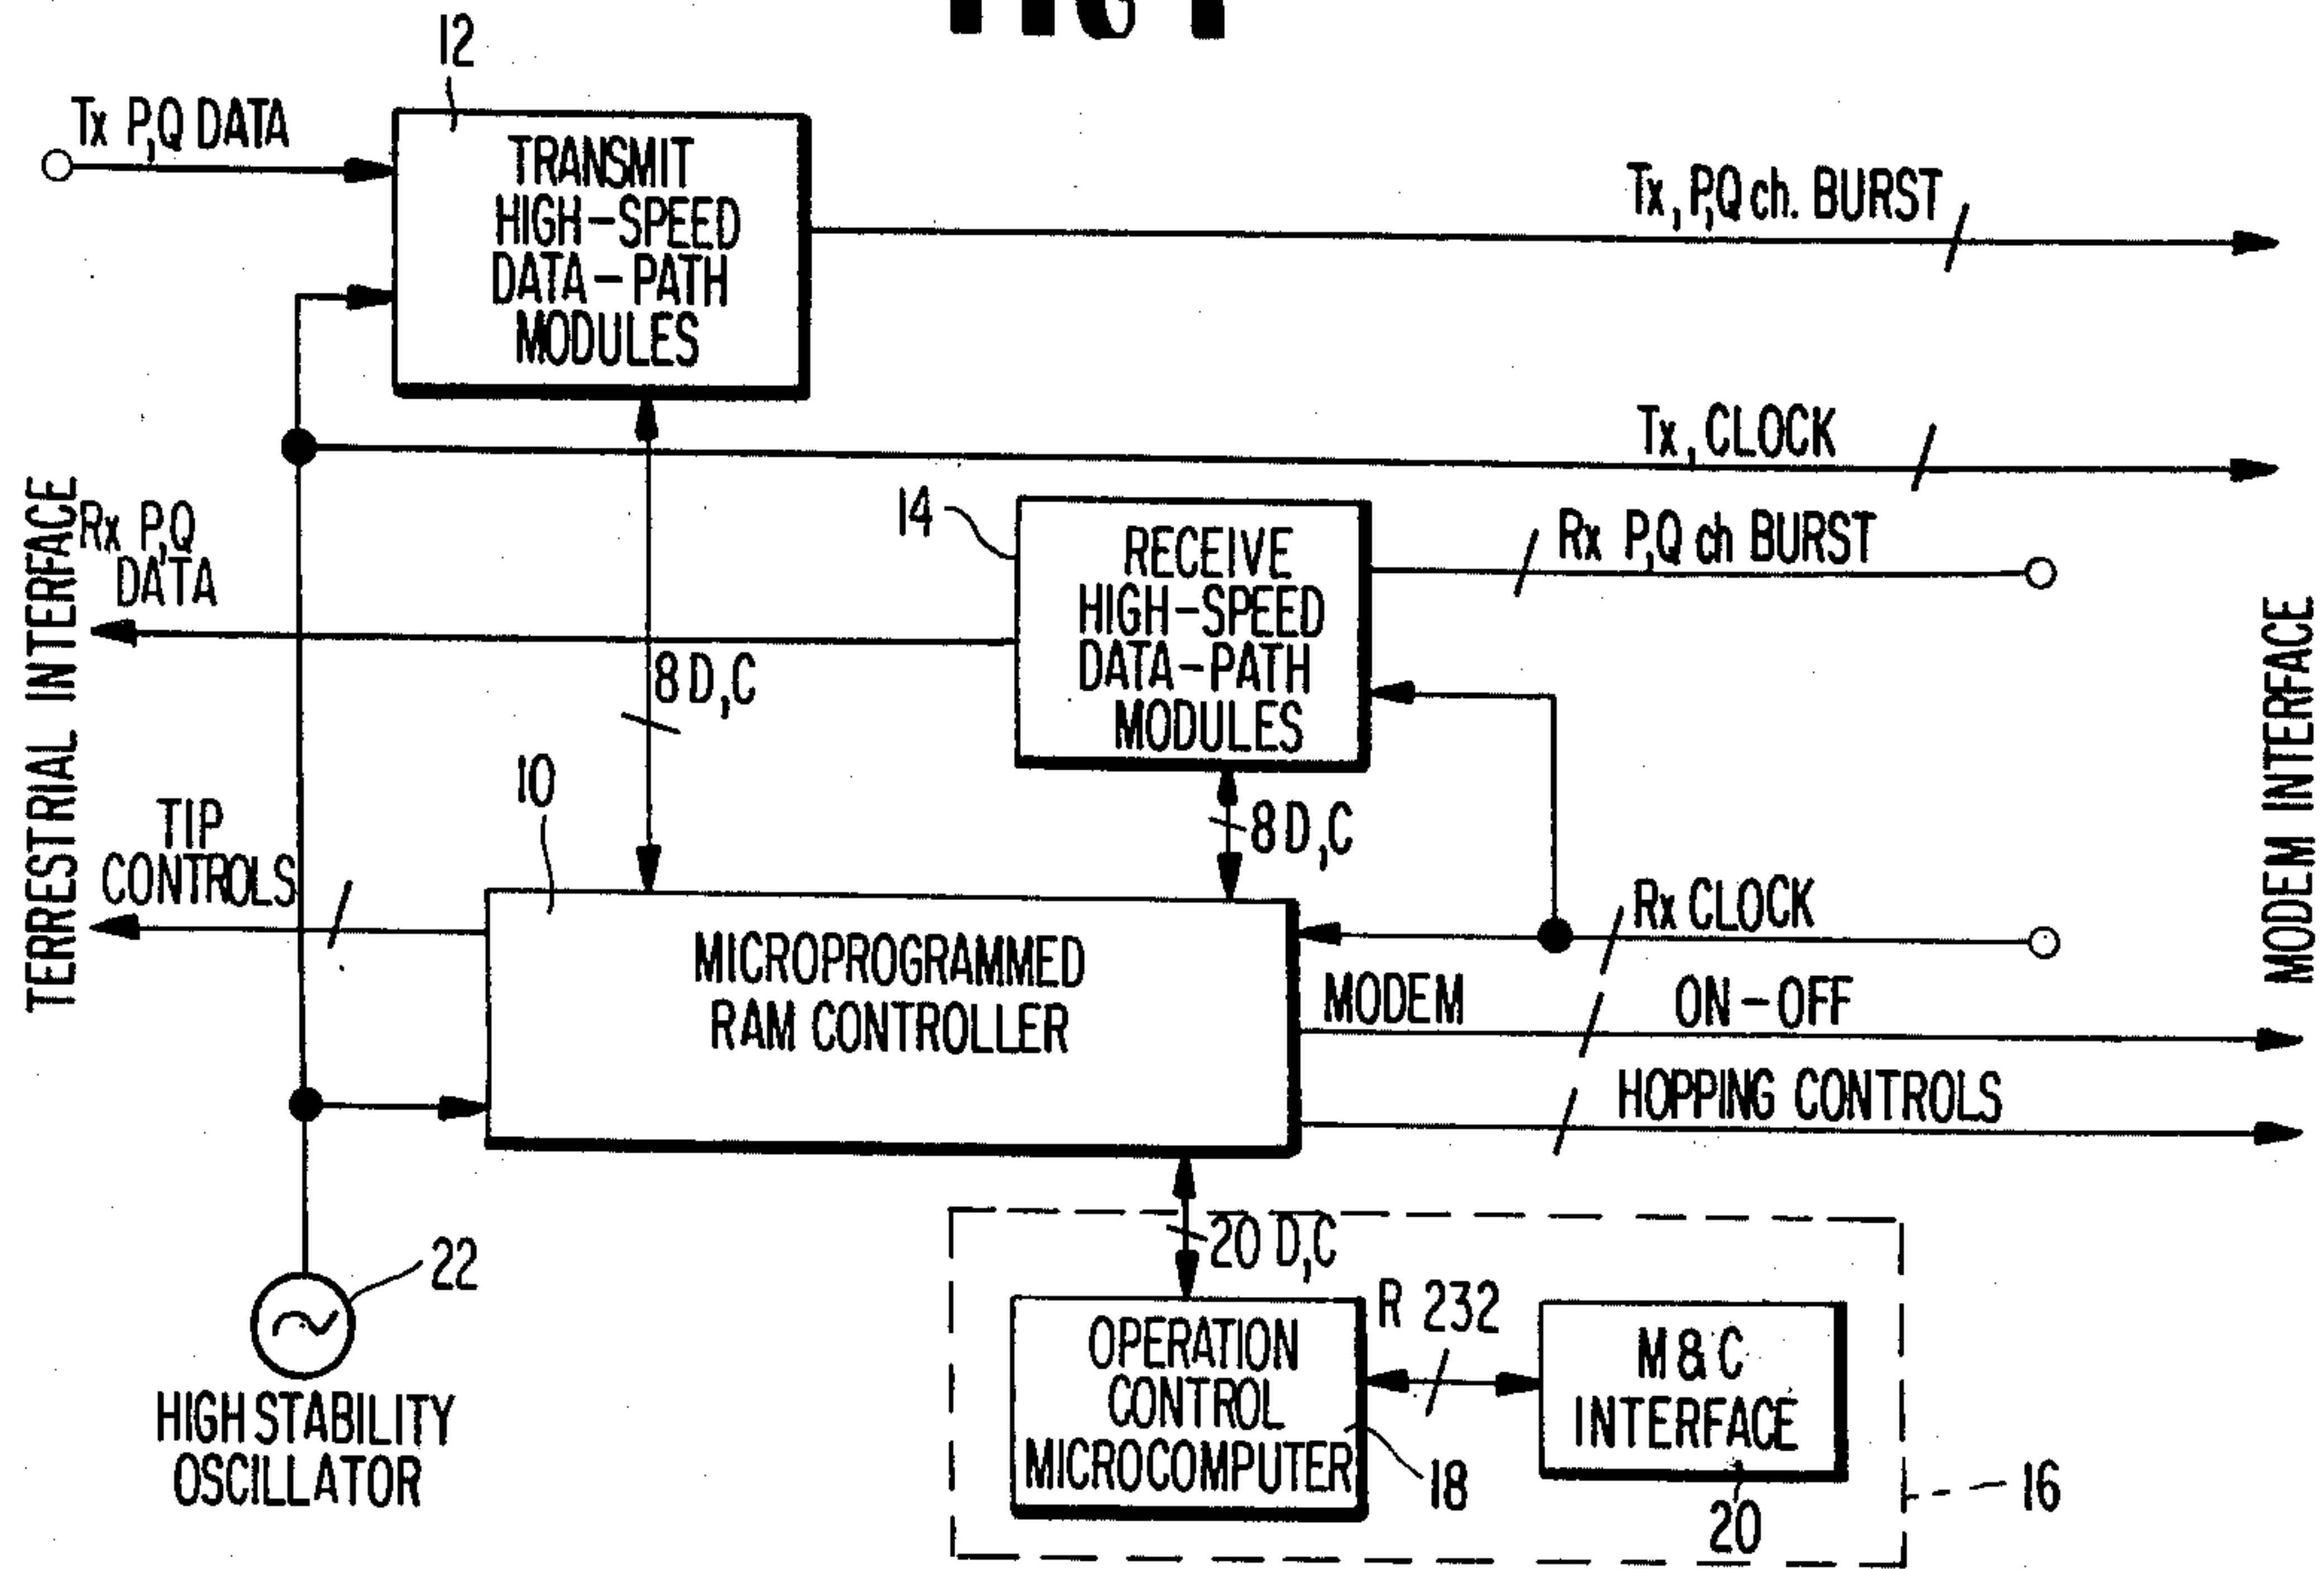 12
Tx P,Q DATA
TRANSMIT
HIGH-SPEED
DATA-PATH
MODULES
Tx, P,Q ch. BURST
Tx, CLOCK
TERRESTRIAL INTERFACE
Rx P,Q
DATA
14
RECEIVE
HIGH-SPEED
DATA-PATH
MODULES
Rx P,Q ch BURST
8 D,C
8 D,C
MODEM INTERFACE
10
TIP
CONTROLS
MICROPROGRAMMED
RAM CONTROLLER
Rx CLOCK
MODEM ON-OFF
HOPPING CONTROLS
20 D,C
22
HIGH STABILITY
OSCILLATOR
OPERATION
CONTROL
MICROCOMPUTER
R 232
M & C
INTERFACE
18
20
16